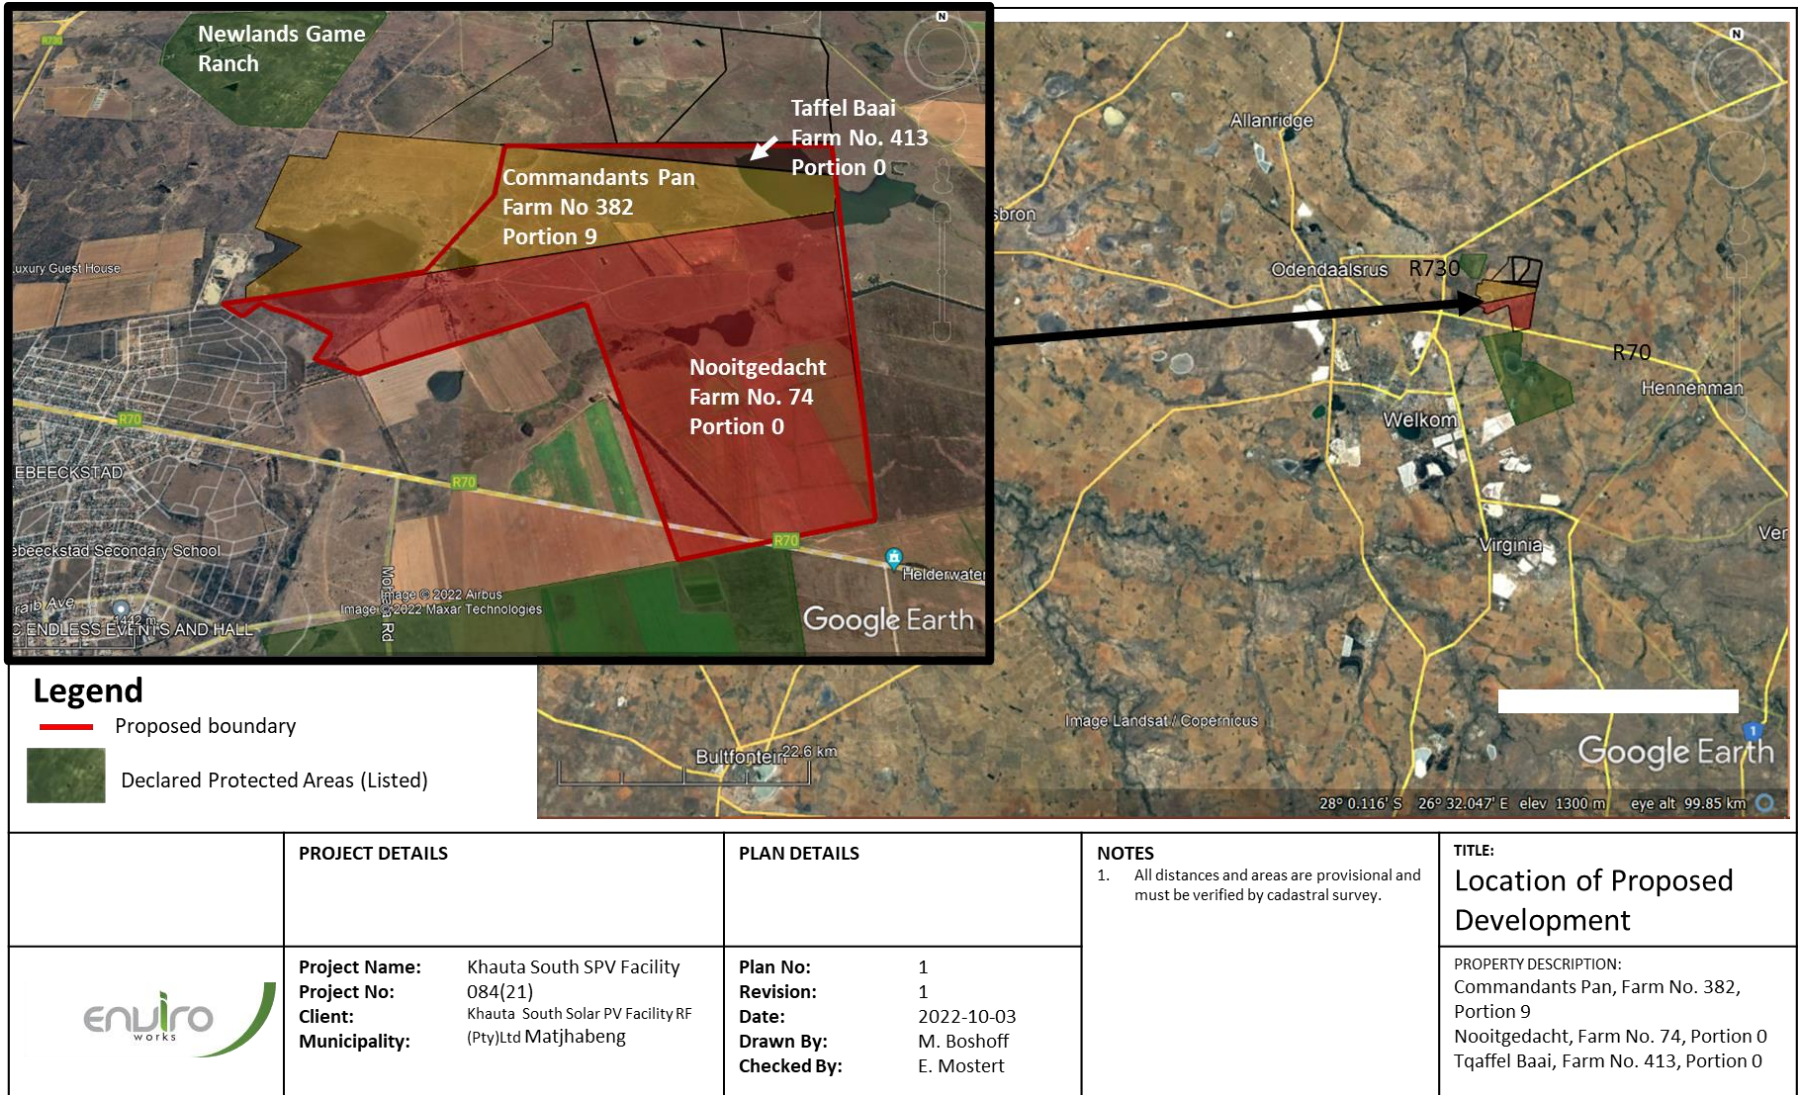 Newlands Game
Ranch
R730
N
Taffel Baai
Farm No. 413
Portion 0
Commandants Pan
Farm No 382
Portion 9
uxury Guest House
Nooitgedacht
Farm No. 74
Portion 0
R70
EBEECKSTAD
R70
R70
ebeeckstad Secondary School
Helderwater
Image © 2022 Airbus
Image © 2022 Maxar Technologies
raib Ave
1442 m
C ENDLESS EVENTS AND HALL
Google Earth
N
Allanridge
sbron
Odendaalsrus
R730
R70
Hennenman
Welkom
Virginia
Ver
Image Landsat / Copernicus
Bultfontein
22.6 km
1
Google Earth
28° 0.116' S 26° 32.047' E elev 1300 m eye alt 99.85 km
Legend
Proposed boundary
Declared Protected Areas (Listed)
PROJECT DETAILS
Project Name: Khauta South SPV Facility
Project No: 084(21)
Client: Khauta South Solar PV Facility RF
Municipality: (Pty)Ltd Matjhabeng
PLAN DETAILS
Plan No: 1
Revision: 1
Date: 2022-10-03
Drawn By: M. Boshoff
Checked By: E. Mostert
NOTES
1. All distances and areas are provisional and
must be verified by cadastral survey.
TITLE:
Location of Proposed
Development
PROPERTY DESCRIPTION:
Commandants Pan, Farm No. 382,
Portion 9
Nooitgedacht, Farm No. 74, Portion 0
Tqaffel Baai, Farm No. 413, Portion 0
enviro
works